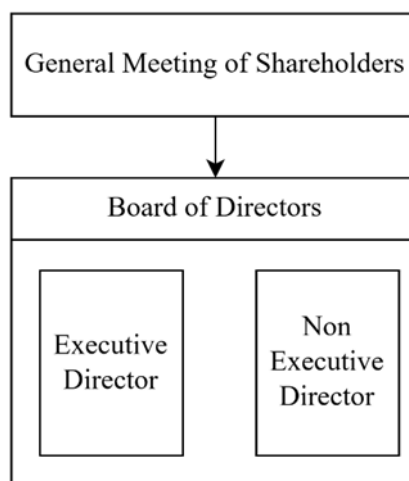 General Meeting of Shareholders
Board of Directors
Executive
Director
Non
Executive
Director